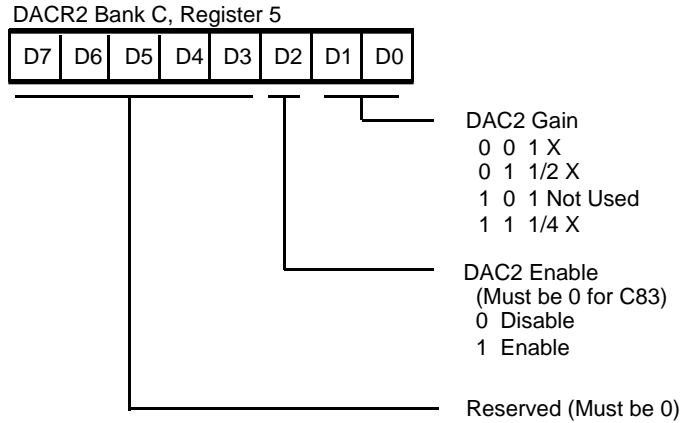 DACR2 Bank C, Register 5
D7 D6 D5 D4 D3 D2 D1 D0
DAC2 Gain
0 0 1 X
0 1 1/2 X
1 0 1 Not Used
1 1 1/4 X
DAC2 Enable
(Must be 0 for C83)
0 Disable
1 Enable
Reserved (Must be 0)